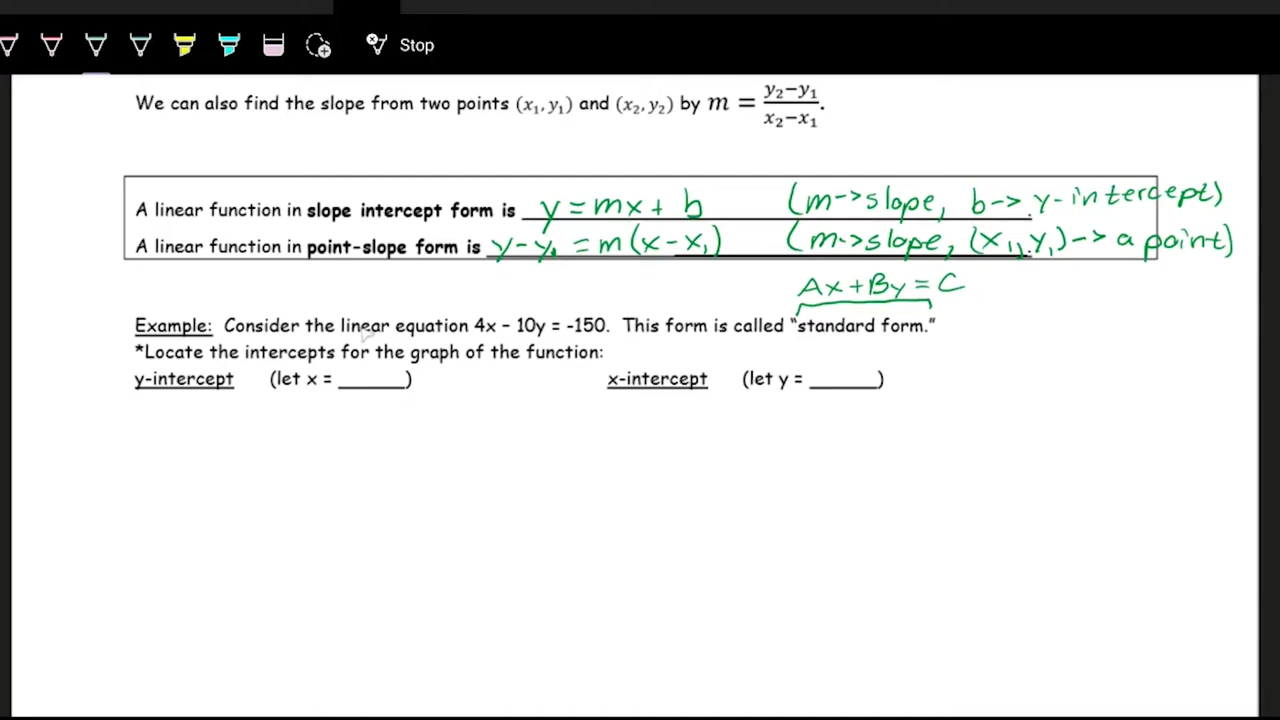 Stop
We can also find the slope from two points (x₁, y₁) and (x₂, y₂) by m = (y₂−y₁)/(x₂−x₁).
A linear function in slope intercept form is y = mx + b (m->slope, b-> y-intercept)
A linear function in point-slope form is y-y₁ = m(x-x₁) (m->slope, (x₁, y₁)-> a point)
Ax+By = C
Example: Consider the linear equation 4x – 10y = -150. This form is called “standard form.”
*Locate the intercepts for the graph of the function:
y-intercept (let x = ______) x-intercept (let y = ______)